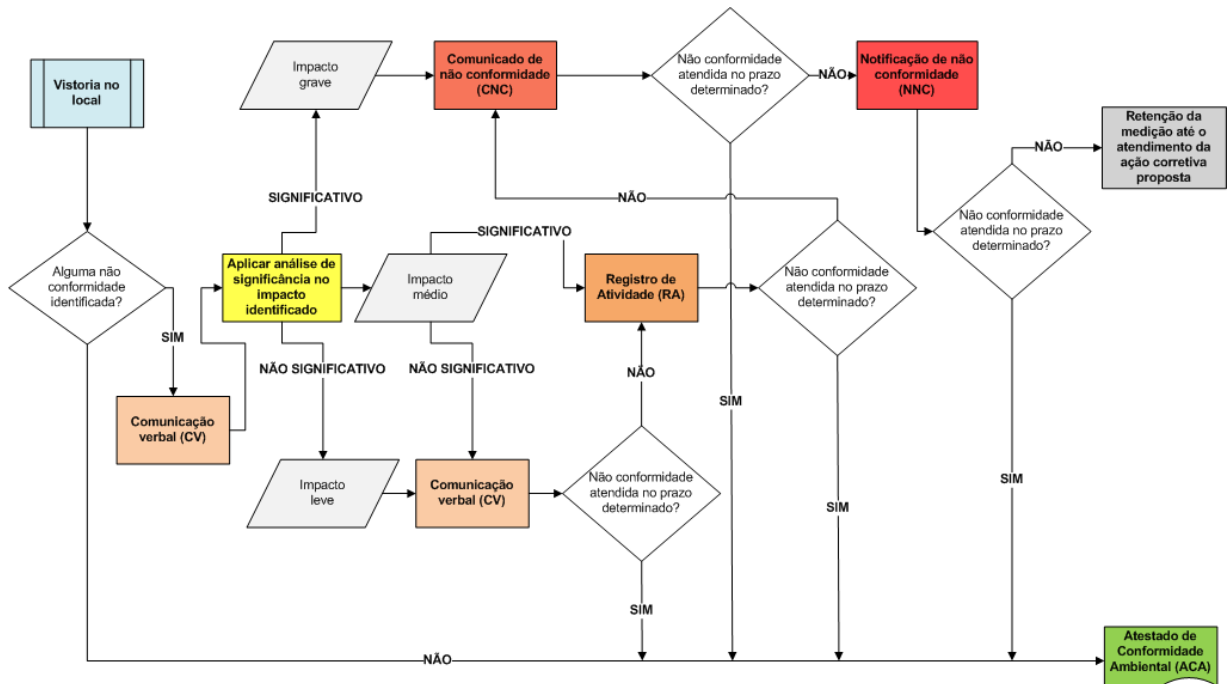 Vistoria no
local
Alguma não
conformidade
identificada?
SIM
Comunicação
verbal (CV)
Aplicar análise de
significância no
impacto
identificado
SIGNIFICATIVO
Impacto
grave
Comunicado de
não conformidade
(CNC)
Não conformidade
atendida no prazo
determinado?
NÃO
Notificação de não
conformidade
(NNC)
Não conformidade
atendida no prazo
determinado?
NÃO
Retenção da
medição até o
atendimento da
ação corretiva
proposta
Impacto
médio
SIGNIFICATIVO
Registro de
Atividade (RA)
Não conformidade
atendida no prazo
determinado?
NÃO
NÃO SIGNIFICATIVO
NÃO SIGNIFICATIVO
Impacto
leve
Comunicação
verbal (CV)
Não conformidade
atendida no prazo
determinado?
NÃO
SIM
SIM
SIM
SIM
NÃO
Atestado de
Conformidade
Ambiental (ACA)